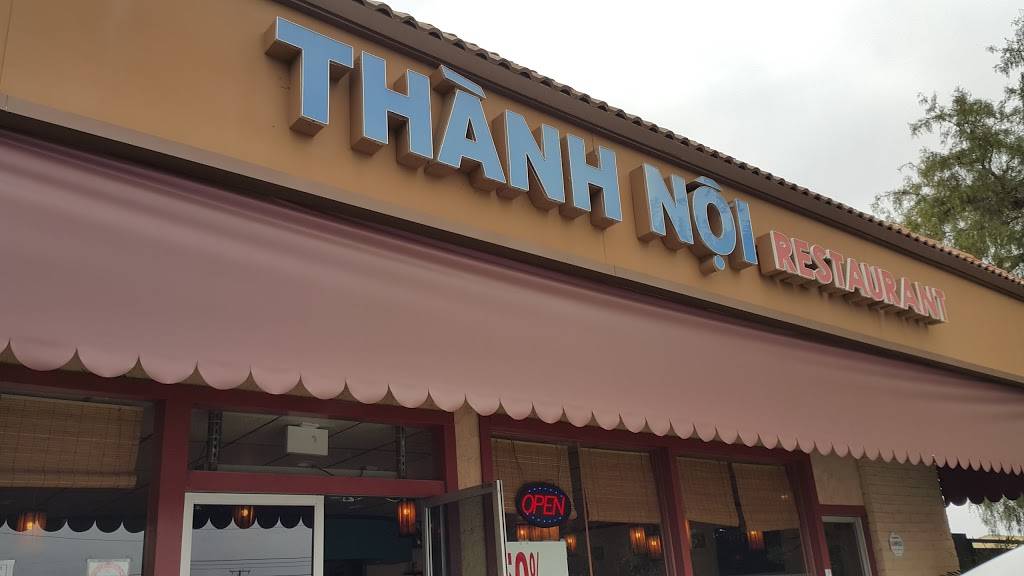 THÀNH NỘI RESTAURANT
OPEN